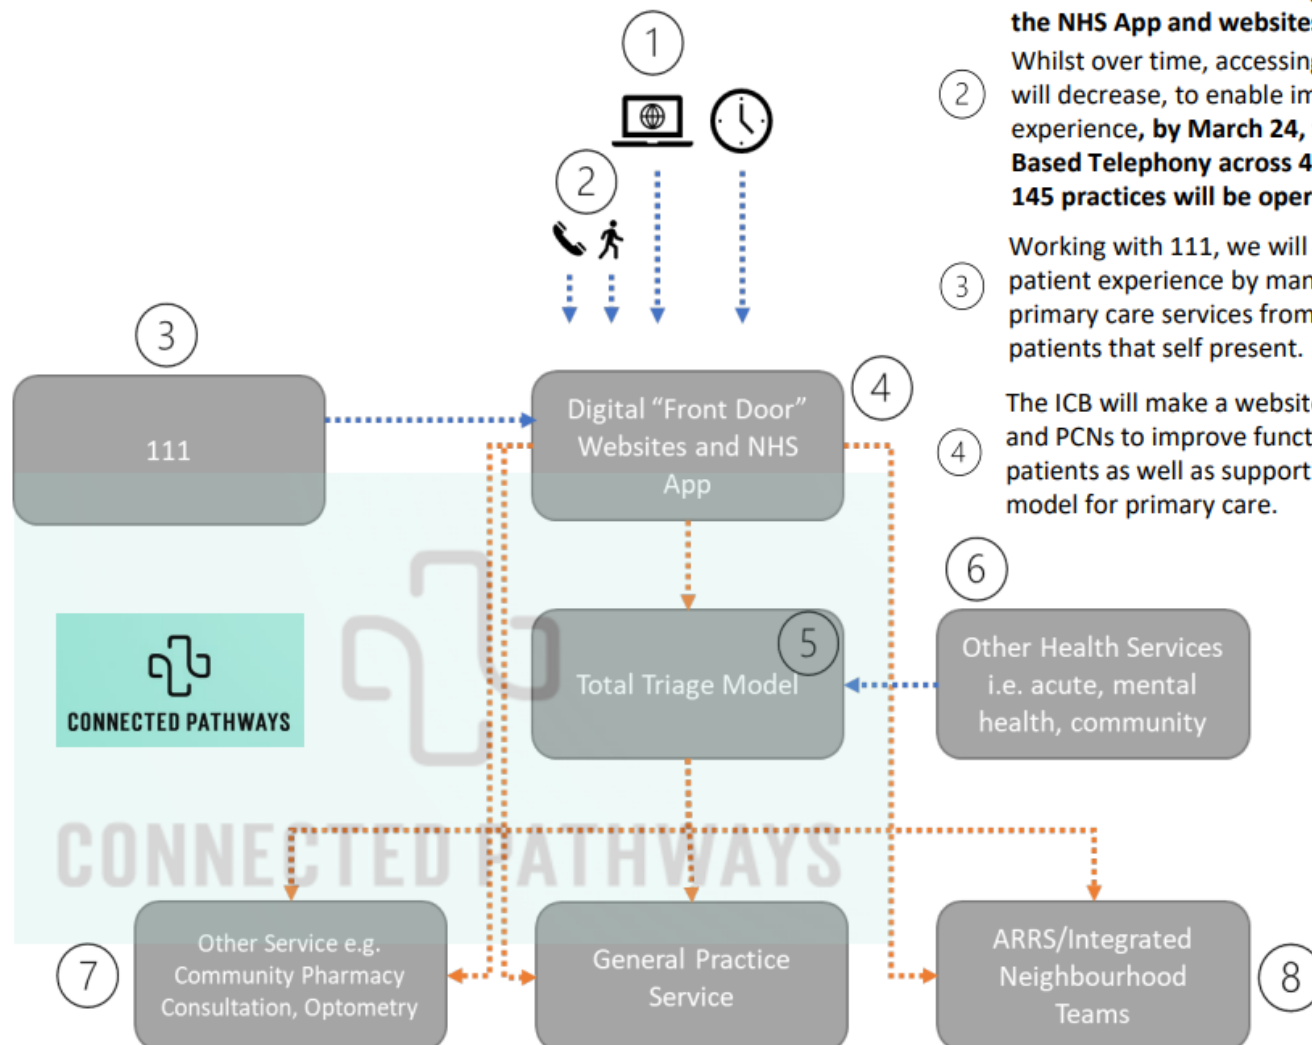 1
2
3
111
Digital “Front Door”
Websites and NHS
App
4
5
Total Triage Model
6
Other Health Services
i.e. acute, mental
health, community
CONNECTED PATHWAYS
CONNECTED PATHWAYS
7
Other Service e.g.
Community Pharmacy
Consultation, Optometry
General Practice
Service
ARRS/Integrated
Neighbourhood
Teams
8
the NHS App and websites
2
Whilst over time, accessing
will decrease, to enable im
experience, by March 24,
Based Telephony across 4
145 practices will be oper
3
Working with 111, we will
patient experience by man
primary care services from
patients that self present.
4
The ICB will make a website
and PCNs to improve funct
patients as well as support
model for primary care.